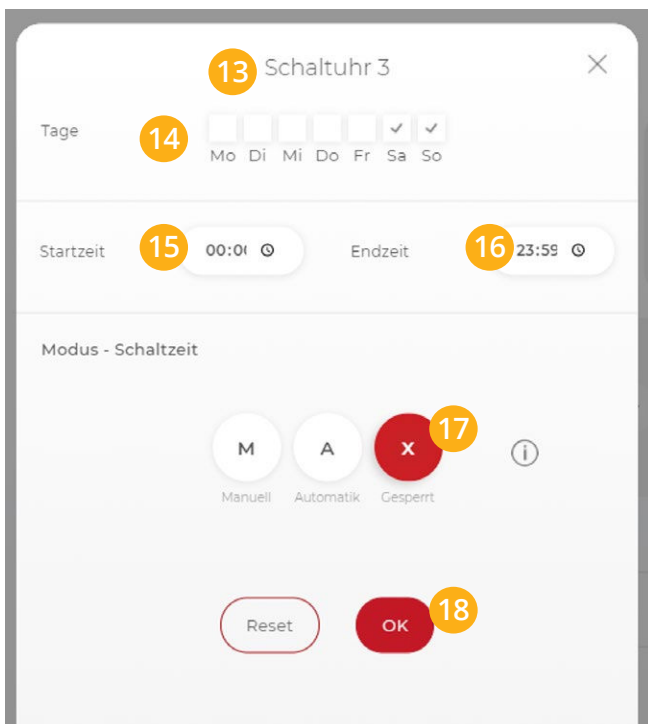 13 Schaltuhr 3
Tage 14
Mo Di Mi Do Fr Sa So
Startzeit 15 00:0 Endzeit 16 23:59
Modus - Schaltzeit
M A X 17 i
Manuell Automatik Gesperrt
Reset OK 18